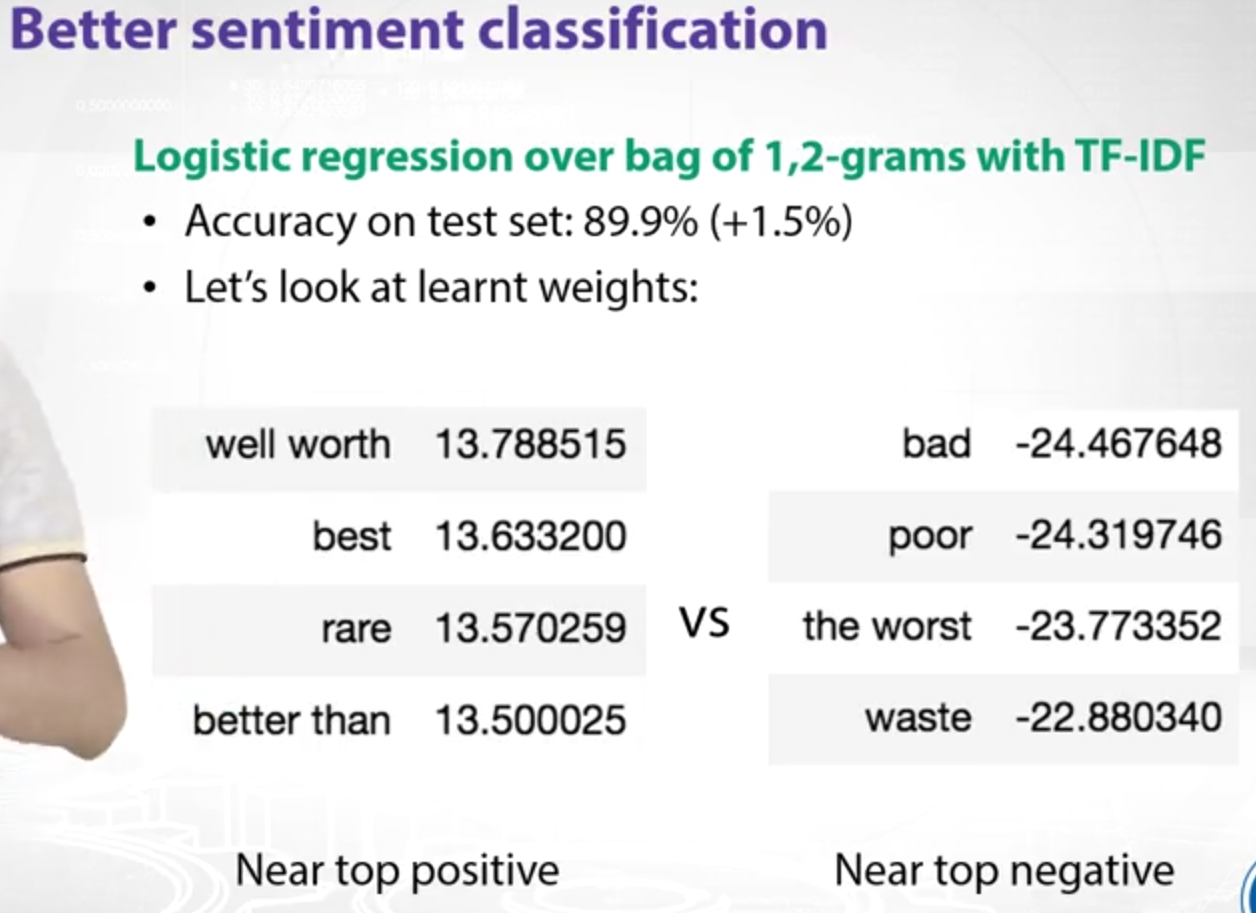 Better sentiment classification
0.5000000000
Logistic regression over bag of 1,2-grams with TF-IDF
• Accuracy on test set: 89.9% (+1.5%)
• Let's look at learnt weights:
well worth 13.788515
best 13.633200
rare 13.570259
better than 13.500025
vs
bad -24.467648
poor -24.319746
the worst -23.773352
waste -22.880340
Near top positive
Near top negative